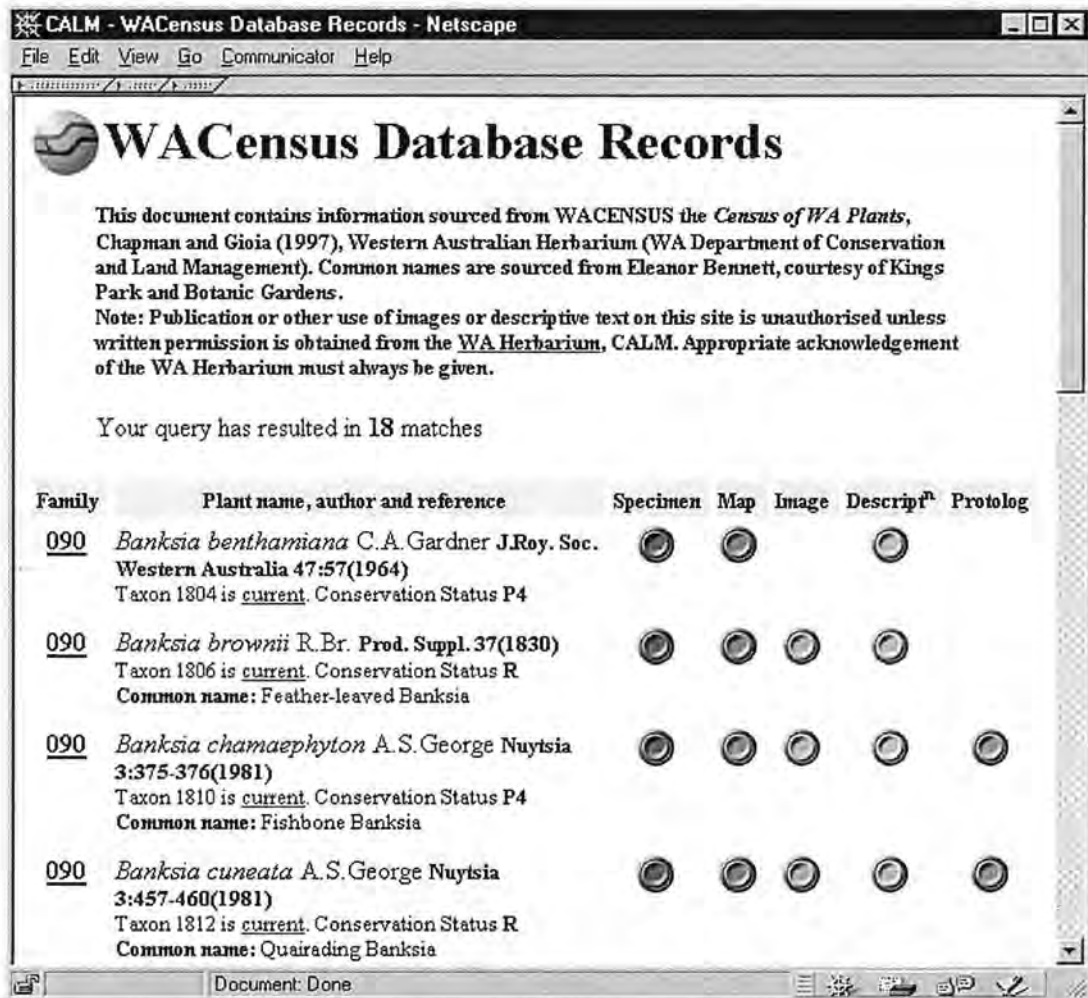 CALM - WACensus Database Records - Netscape
File Edit View Go Communicator Help
WACensus Database Records
This document contains information sourced from WACENSUS the Census of WA Plants,
Chapman and Gioia (1997), Western Australian Herbarium (WA Department of Conservation
and Land Management). Common names are sourced from Eleanor Bennett, courtesy of Kings
Park and Botanic Gardens.
Note: Publication or other use of images or descriptive text on this site is unauthorised unless
written permission is obtained from the WA Herbarium, CALM. Appropriate acknowledgement
of the WA Herbarium must always be given.
Your query has resulted in 18 matches
Family Plant name, author and reference Specimen Map Image Descriptⁿ. Protolog
090 Banksia benthamiana C.A.Gardner J.Roy. Soc.
Western Australia 47:57(1964)
Taxon 1804 is current. Conservation Status P4
090 Banksia brownii R.Br. Prod. Suppl. 37(1830)
Taxon 1806 is current. Conservation Status R
Common name: Feather-leaved Banksia
090 Banksia chamaephyton A.S.George Nuytsia
3:375-376(1981)
Taxon 1810 is current. Conservation Status P4
Common name: Fishbone Banksia
090 Banksia cuneata A.S.George Nuytsia
3:457-460(1981)
Taxon 1812 is current. Conservation Status R
Common name: Quairading Banksia
Document: Done